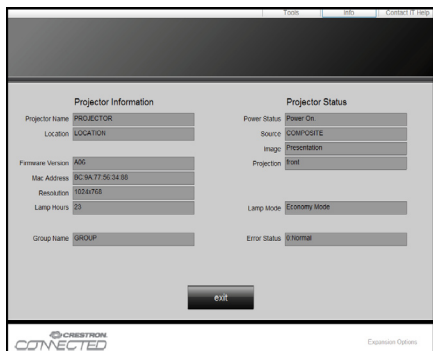 Tools Info Contact IT Help
Projector Information
Projector Name PROJECTOR
Location LOCATION
Firmware Version A06
Mac Address BC:9A:77:56:34:88
Resolution 1024x768
Lamp Hours 23
Group Name GROUP
Projector Status
Power Status Power On.
Source COMPOSITE
Image Presentation
Projection front
Lamp Mode Economy Mode
Error Status 0:Normal
exit
CRESTRON
CONNECTED
Expansion Options